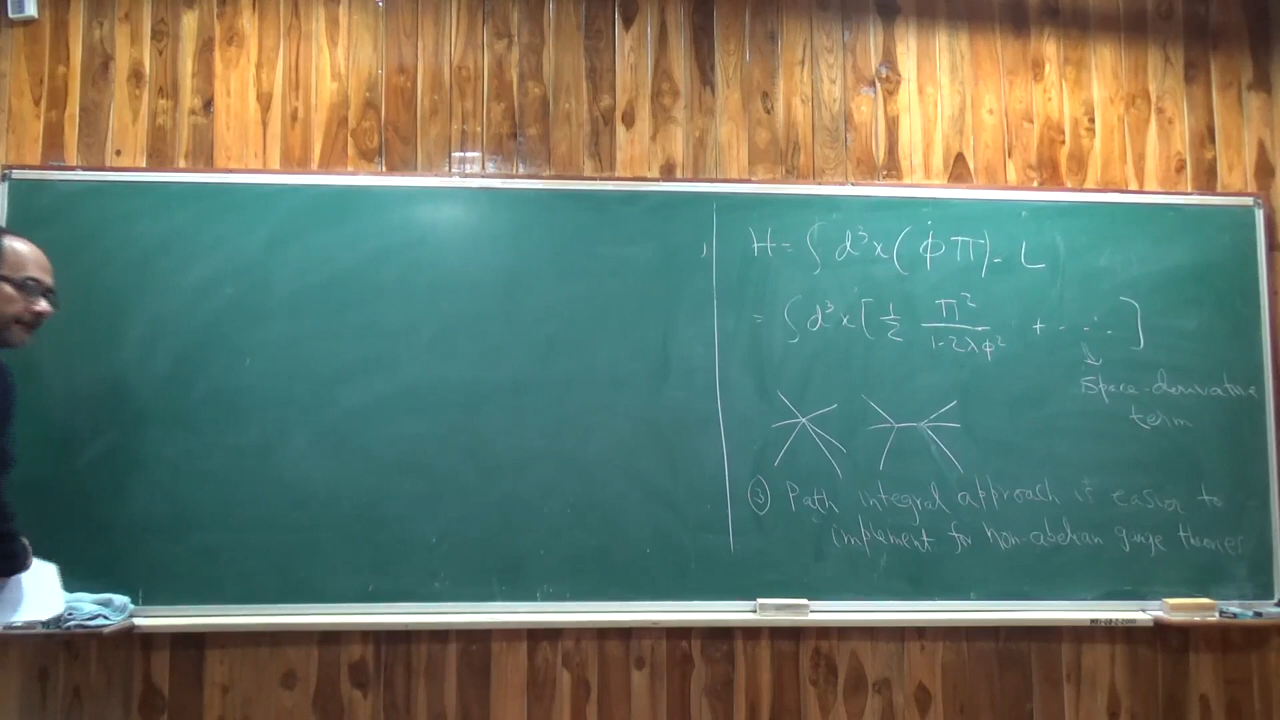 H = ∫ d³x ( φ̇ Π ) - L
= ∫ d³x [ 1/2 Π²/(1-2λφ²) + ..... ]
Space-derivative
term
③ Path integral approach is easier to
implement for non-abelian gauge theories